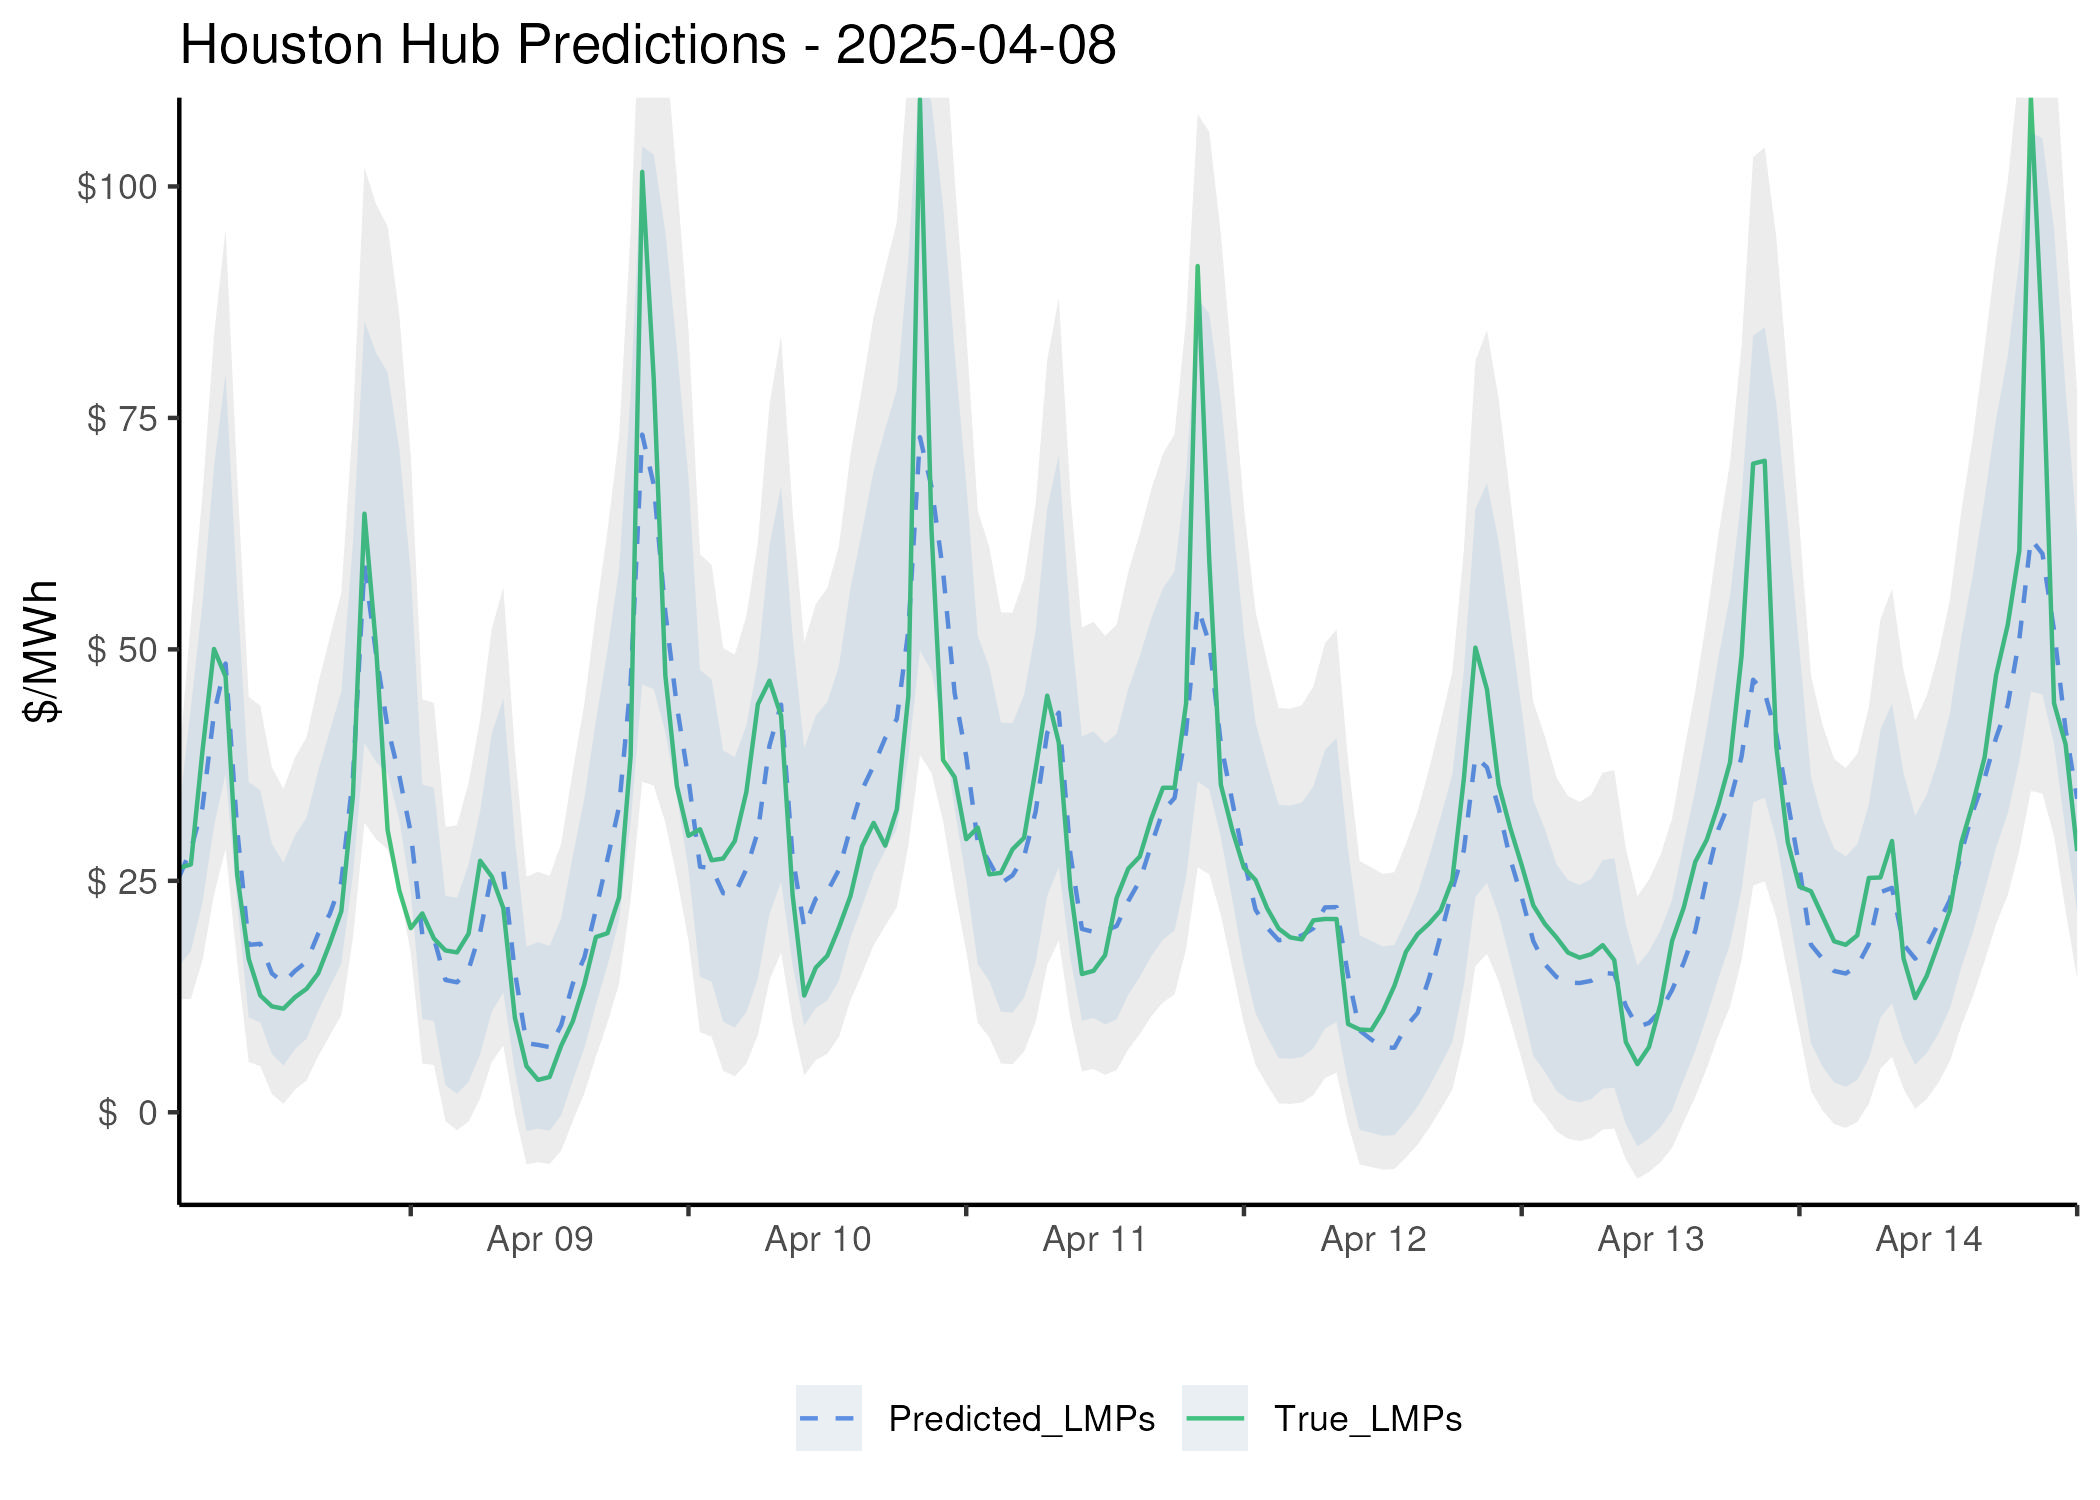 Houston Hub Predictions - 2025-04-08
$/MWh
$100
$ 75
$ 50
$ 25
$  0
Apr 09 Apr 10 Apr 11 Apr 12 Apr 13 Apr 14
Predicted_LMPs True_LMPs